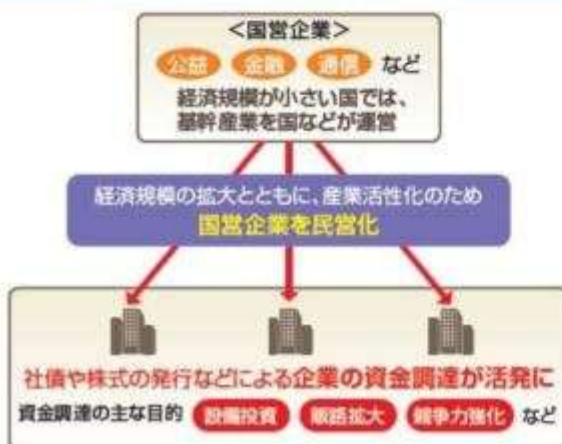 <国営企業>
公益 金融 通信 など
経済規模が小さい国では、
基幹産業を国などが運営
経済規模の拡大とともに、産業活性化のため
国営企業を民営化
社債や株式の発行などによる企業の資金調達が活発に
資金調達の主な目的 設備投資 販路拡大 競争力強化 など